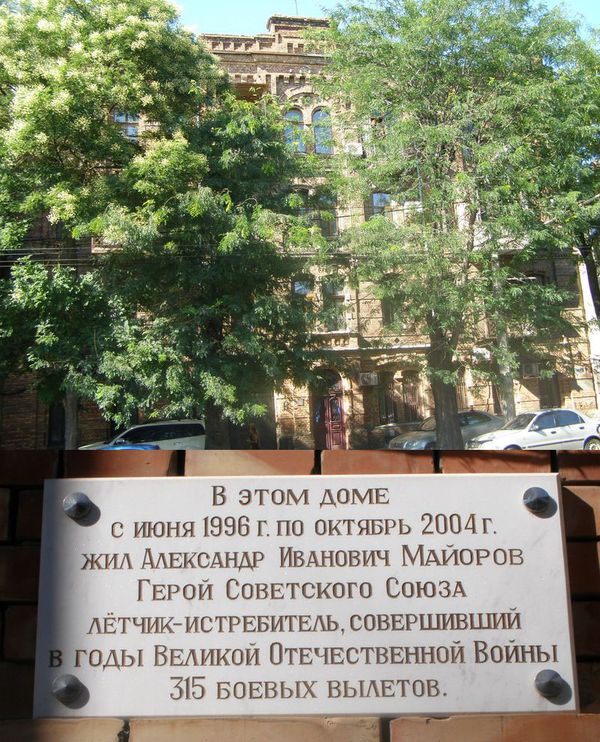 В этом доме
с июня 1996 г. по октябрь 2004 г.
жил Александр Иванович Майоров
Герой Советского Союза
лётчик-истребитель, совершивший
в годы Великой Отечественной Войны
315 боевых вылетов.